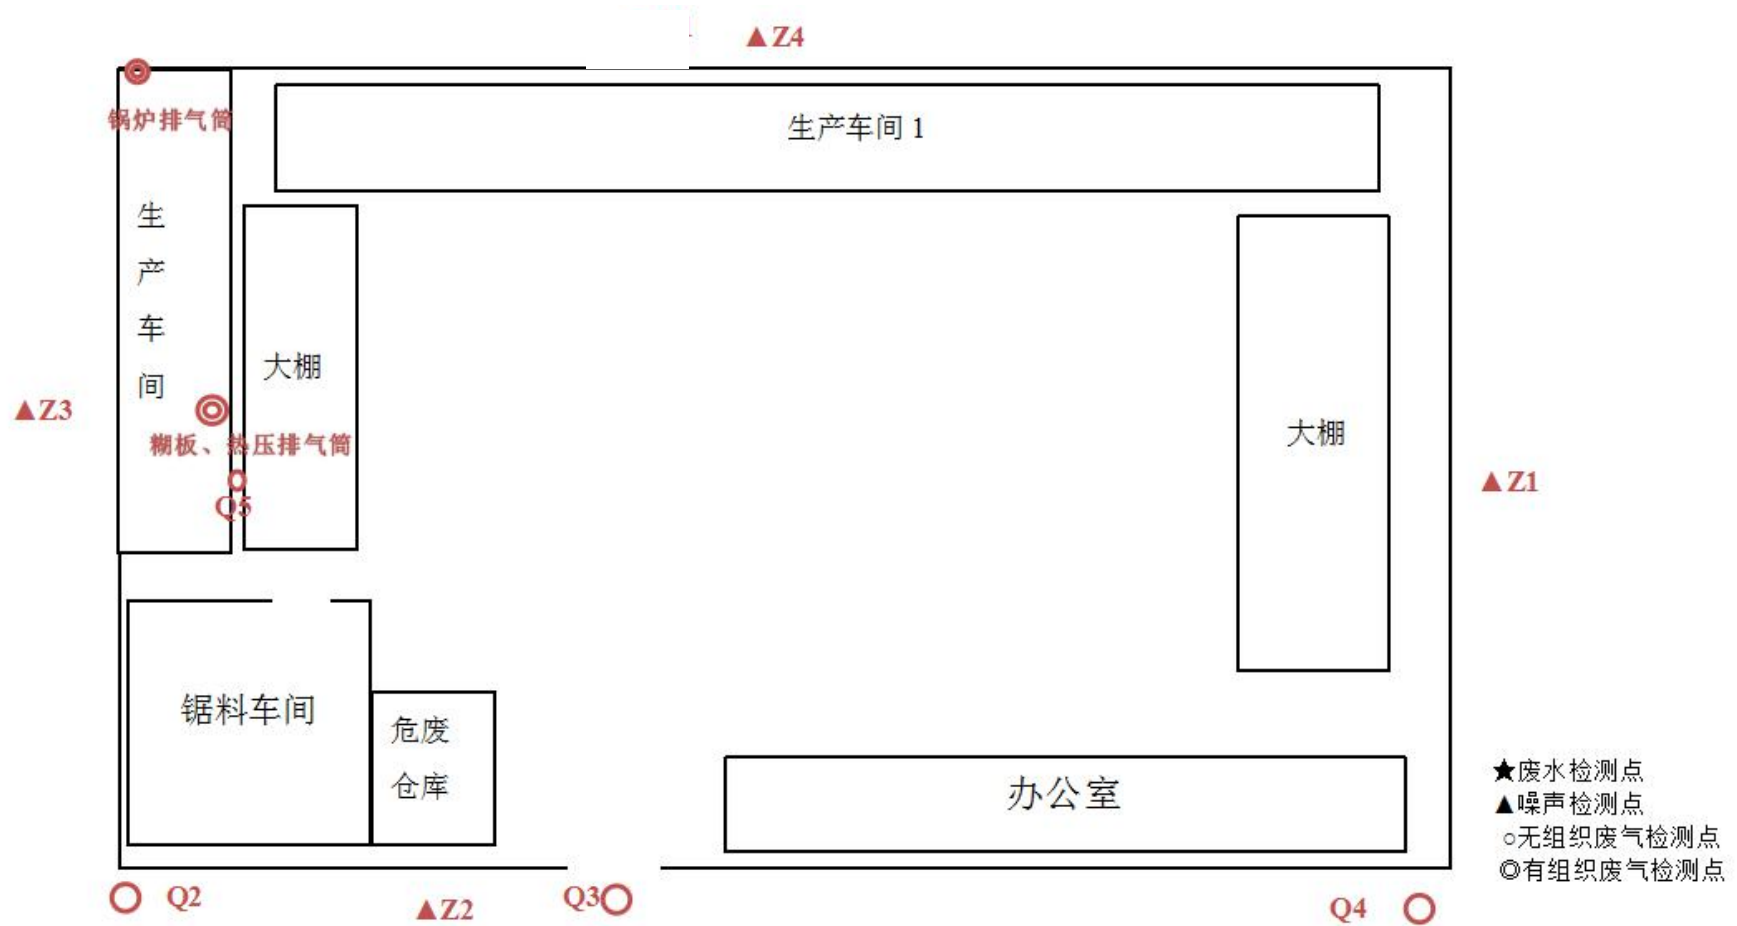 ▲Z4
锅炉排气筒
生产车间1
生产车间
大棚
▲Z3
糊板、热压排气筒
Q5
大棚
▲Z1
锯料车间
危废
仓库
办公室
★废水检测点
▲噪声检测点
○无组织废气检测点
◎有组织废气检测点
Q2
▲Z2
Q3
Q4